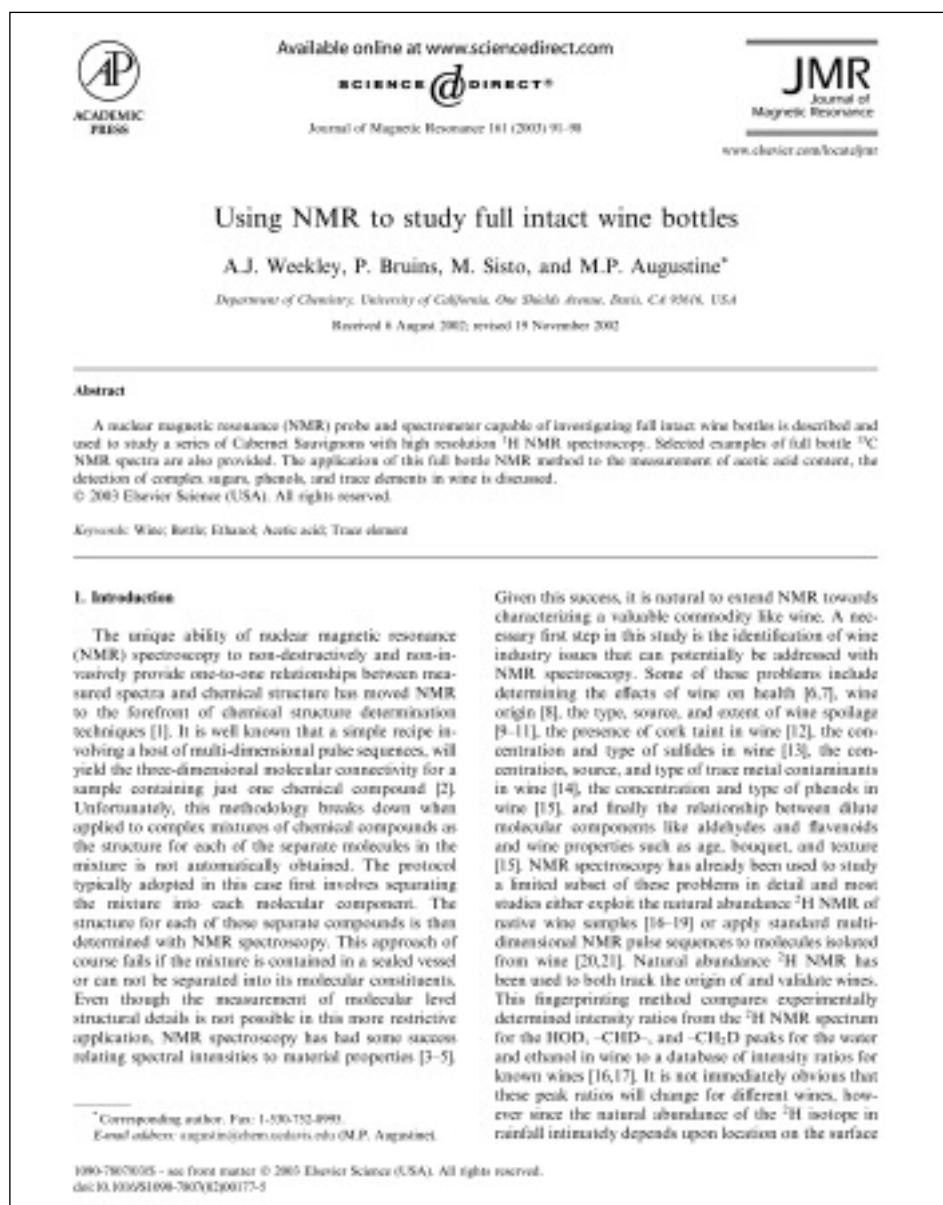 Available online at www.sciencedirect.com
SCIENCE @ DIRECT®
ACADEMIC
PRESS
Journal of Magnetic Resonance 161 (2003) 91–98
JMR
Journal of
Magnetic Resonance
www.elsevier.com/locate/jmr
Using NMR to study full intact wine bottles
A.J. Weekley, P. Bruins, M. Sisto, and M.P. Augustine*
Department of Chemistry, University of California, One Shields Avenue, Davis, CA 95616, USA
Received 6 August 2002; revised 19 November 2002
Abstract
A nuclear magnetic resonance (NMR) probe and spectrometer capable of investigating full intact wine bottles is described and
used to study a series of Cabernet Sauvignons with high resolution ¹H NMR spectroscopy. Selected examples of full bottle ¹³C
NMR spectra are also provided. The application of this full bottle NMR method to the measurement of acetic acid content, the
detection of complex sugars, phenols, and trace elements in wine is discussed.
© 2003 Elsevier Science (USA). All rights reserved.
Keywords: Wine; Bottle; Ethanol; Acetic acid; Trace element
1. Introduction
The unique ability of nuclear magnetic resonance
(NMR) spectroscopy to non-destructively and non-in-
vasively provide one-to-one relationships between mea-
sured spectra and chemical structure has moved NMR
to the forefront of chemical structure determination
techniques [1]. It is well known that a simple recipe in-
volving a host of multi-dimensional pulse sequences, will
yield the three-dimensional molecular connectivity for a
sample containing just one chemical compound [2].
Unfortunately, this methodology breaks down when
applied to complex mixtures of chemical compounds as
the structure for each of the separate molecules in the
mixture is not automatically obtained. The protocol
typically adopted in this case first involves separating
the mixture into each molecular component. The
structure for each of these separate compounds is then
determined with NMR spectroscopy. This approach of
course fails if the mixture is contained in a sealed vessel
or can not be separated into its molecular constituents.
Even though the measurement of molecular level
structural details is not possible in this more restrictive
application, NMR spectroscopy has had some success
relating spectral intensities to material properties [3–5].
*Corresponding author. Fax: 1-530-752-8995.
E-mail address: augustin@chem.ucdavis.edu (M.P. Augustine).
Given this success, it is natural to extend NMR towards
characterizing a valuable commodity like wine. A nec-
essary first step in this study is the identification of wine
industry issues that can potentially be addressed with
NMR spectroscopy. Some of these problems include
determining the effects of wine on health [6,7], wine
origin [8], the type, source, and extent of wine spoilage
[9–11], the presence of cork taint in wine [12], the con-
centration and type of sulfides in wine [13], the con-
centration, source, and type of trace metal contaminants
in wine [14], the concentration and type of phenols in
wine [15], and finally the relationship between dilute
molecular components like aldehydes and flavenoids
and wine properties such as age, bouquet, and texture
[15]. NMR spectroscopy has already been used to study
a limited subset of these problems in detail and most
studies either exploit the natural abundance ²H NMR of
native wine samples [16–19] or apply standard multi-
dimensional NMR pulse sequences to molecules isolated
from wine [20,21]. Natural abundance ²H NMR has
been used to both track the origin of and validate wines.
This fingerprinting method compares experimentally
determined intensity ratios from the ²H NMR spectrum
for the HOD, –CHD–, and –CH₂D peaks for the water
and ethanol in wine to a database of intensity ratios for
known wines [16,17]. It is not immediately obvious that
these peak ratios will change for different wines, how-
ever since the natural abundance of the ²H isotope in
rainfall intimately depends upon location on the surface
1090-7807/03/$ - see front matter © 2003 Elsevier Science (USA). All rights reserved.
doi:10.1016/S1090-7807(02)00177-5